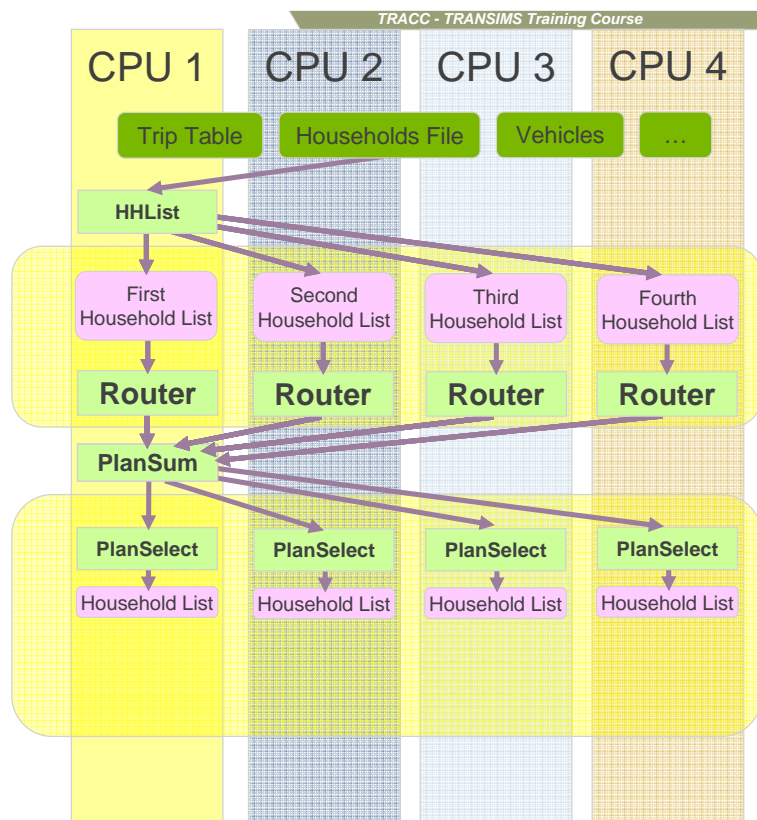 TRACC - TRANSIMS Training Course
CPU 1
CPU 2
CPU 3
CPU 4
Trip Table
Households File
Vehicles
…
HHList
First
Household List
Second
Household List
Third
Household List
Fourth
Household List
Router
Router
Router
Router
PlanSum
PlanSelect
PlanSelect
PlanSelect
PlanSelect
Household List
Household List
Household List
Household List